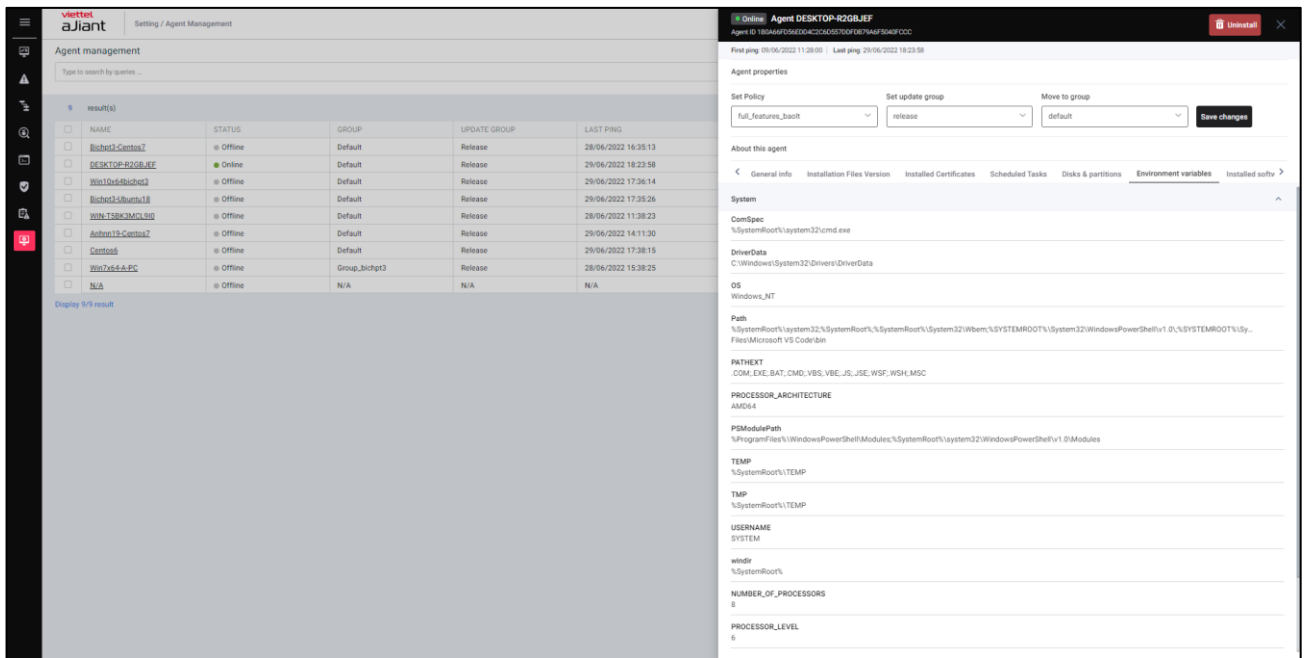 viettel
aJiant
Setting / Agent Management
Agent management
Type to search by queries ...
9 result(s)
NAME STATUS GROUP UPDATE GROUP LAST PING
Bichpt3-Centos7 Offline Default Release 28/06/2022 16:35:13
DESKTOP-R2GBJEF Online Default Release 29/06/2022 18:23:58
Win10x64bichpt3 Offline Default Release 29/06/2022 17:36:14
Bichpt3-Ubuntu18 Offline Default Release 29/06/2022 17:35:26
WIN-T5BK3MCL9I0 Offline Default Release 28/06/2022 11:38:23
Anhnn19-Centos7 Offline Default Release 29/06/2022 14:11:30
Centos6 Offline Default Release 29/06/2022 17:38:15
Win7x64-A-PC Offline Group_bichpt3 Release 28/06/2022 15:38:25
N/A Offline N/A N/A N/A
Display 9/9 result
Online Agent DESKTOP-R2GBJEF
Agent ID 1B0A66FD56EDD4C2C6D557DDFDB79A6F5040FCCC
Uninstall
First ping: 09/06/2022 11:28:00 | Last ping: 29/06/2022 18:23:58
Agent properties
Set Policy Set update group Move to group
full_features_baolt release default Save changes
About this agent
General info Installation Files Version Installed Certificates Scheduled Tasks Disks & partitions Environment variables Installed softv
System
ComSpec
%SystemRoot%\system32\cmd.exe
DriverData
C:\Windows\System32\Drivers\DriverData
OS
Windows_NT
Path
%SystemRoot%\system32;%SystemRoot%;%SystemRoot%\System32\Wbem;%SYSTEMROOT%\System32\WindowsPowerShell\v1.0\;%SYSTEMROOT%\Sy...
Files\Microsoft VS Code\bin
PATHEXT
.COM;.EXE;.BAT;.CMD;.VBS;.VBE;.JS;.JSE;.WSF;.WSH;.MSC
PROCESSOR_ARCHITECTURE
AMD64
PSModulePath
%ProgramFiles%\WindowsPowerShell\Modules;%SystemRoot%\system32\WindowsPowerShell\v1.0\Modules
TEMP
%SystemRoot%\TEMP
TMP
%SystemRoot%\TEMP
USERNAME
SYSTEM
windir
%SystemRoot%
NUMBER_OF_PROCESSORS
8
PROCESSOR_LEVEL
6